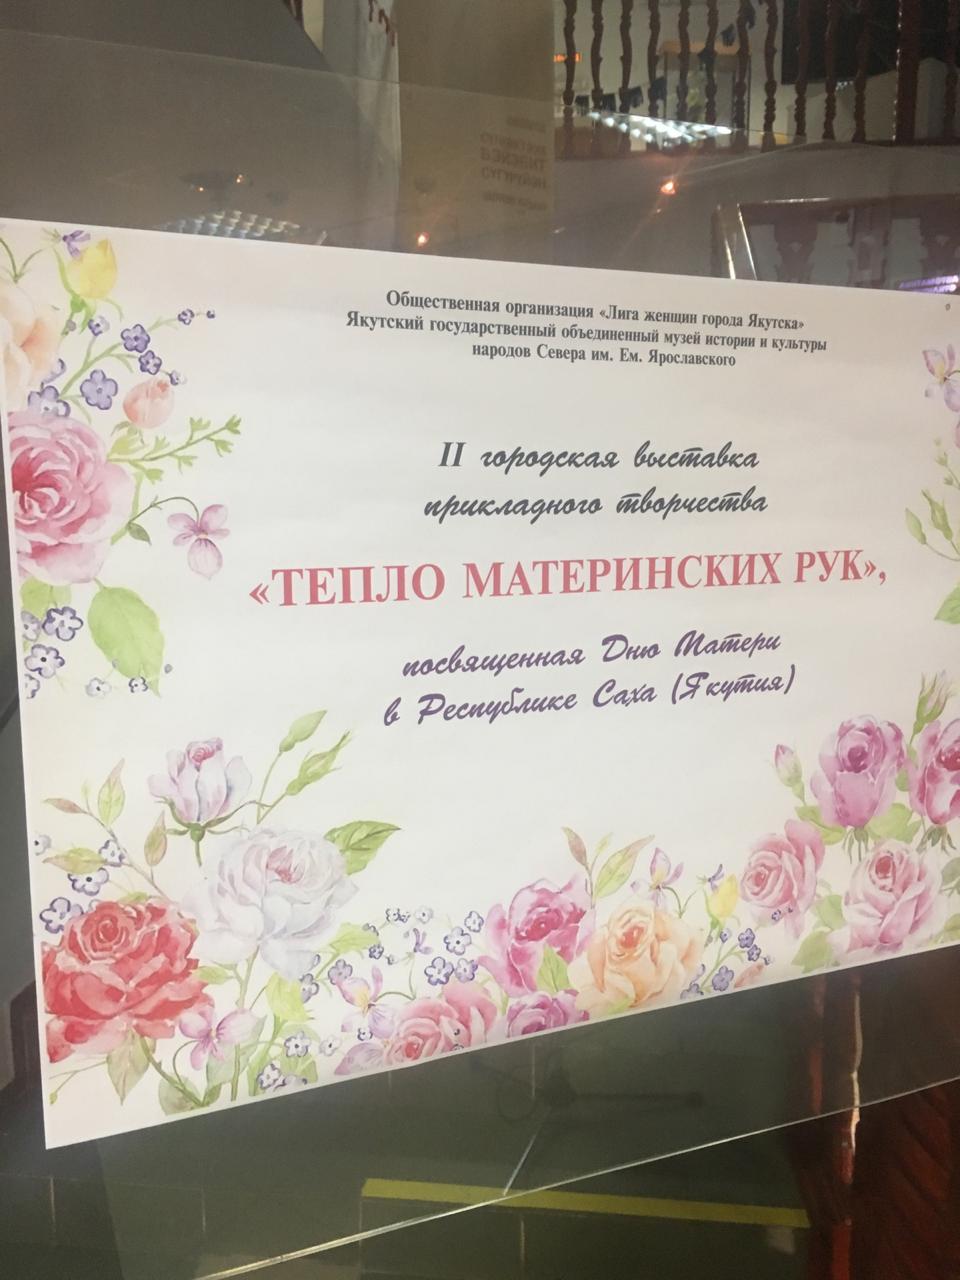 Общественная организация «Лига женщин города Якутска»
Якутский государственный объединенный музей истории и культуры
народов Севера им. Ем. Ярославского
II городская выставка
прикладного творчества
«ТЕПЛО МАТЕРИНСКИХ РУК»,
посвященная Дню Матери
в Республике Саха (Якутия)